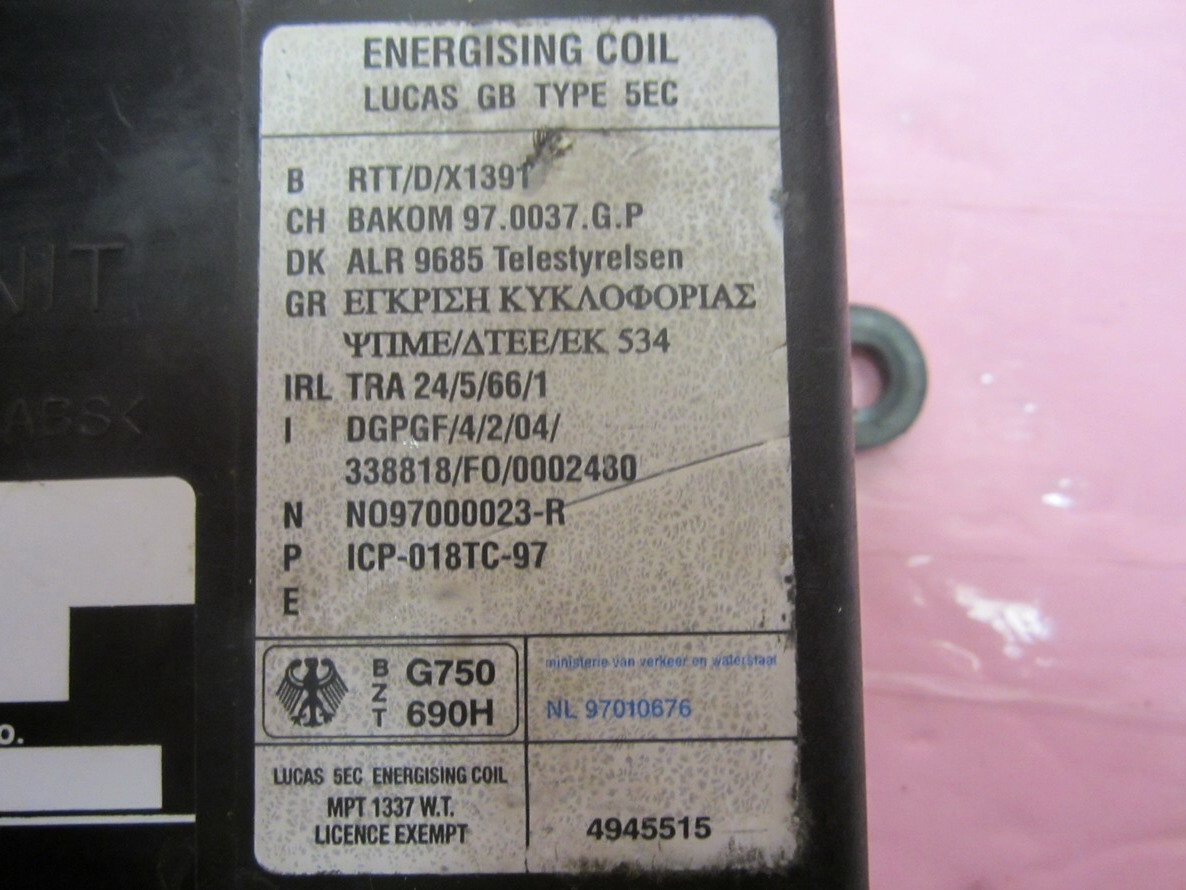 ENERGISING COIL
LUCAS GB TYPE 5EC
B RTT/D/X1391
CH BAKOM 97.0037.G.P
DK ALR 9685 Telestyrelsen
GR ΕΓΚΡΙΣΗ ΚΥΚΛΟΦΟΡΙΑΣ
ΨΠΜΕ/ΔΤΕΕ/ΕΚ 534
IRL TRA 24/5/66/1
I DGPGF/4/2/04/
338818/FO/0002480
N NO97000023-R
P ICP-018TC-97
E
BZT G750
690H
ministerie van verkeer en waterstaat
NL 97010676
LUCAS 5EC ENERGISING COIL
MPT 1337 W.T.
LICENCE EXEMPT
4945515